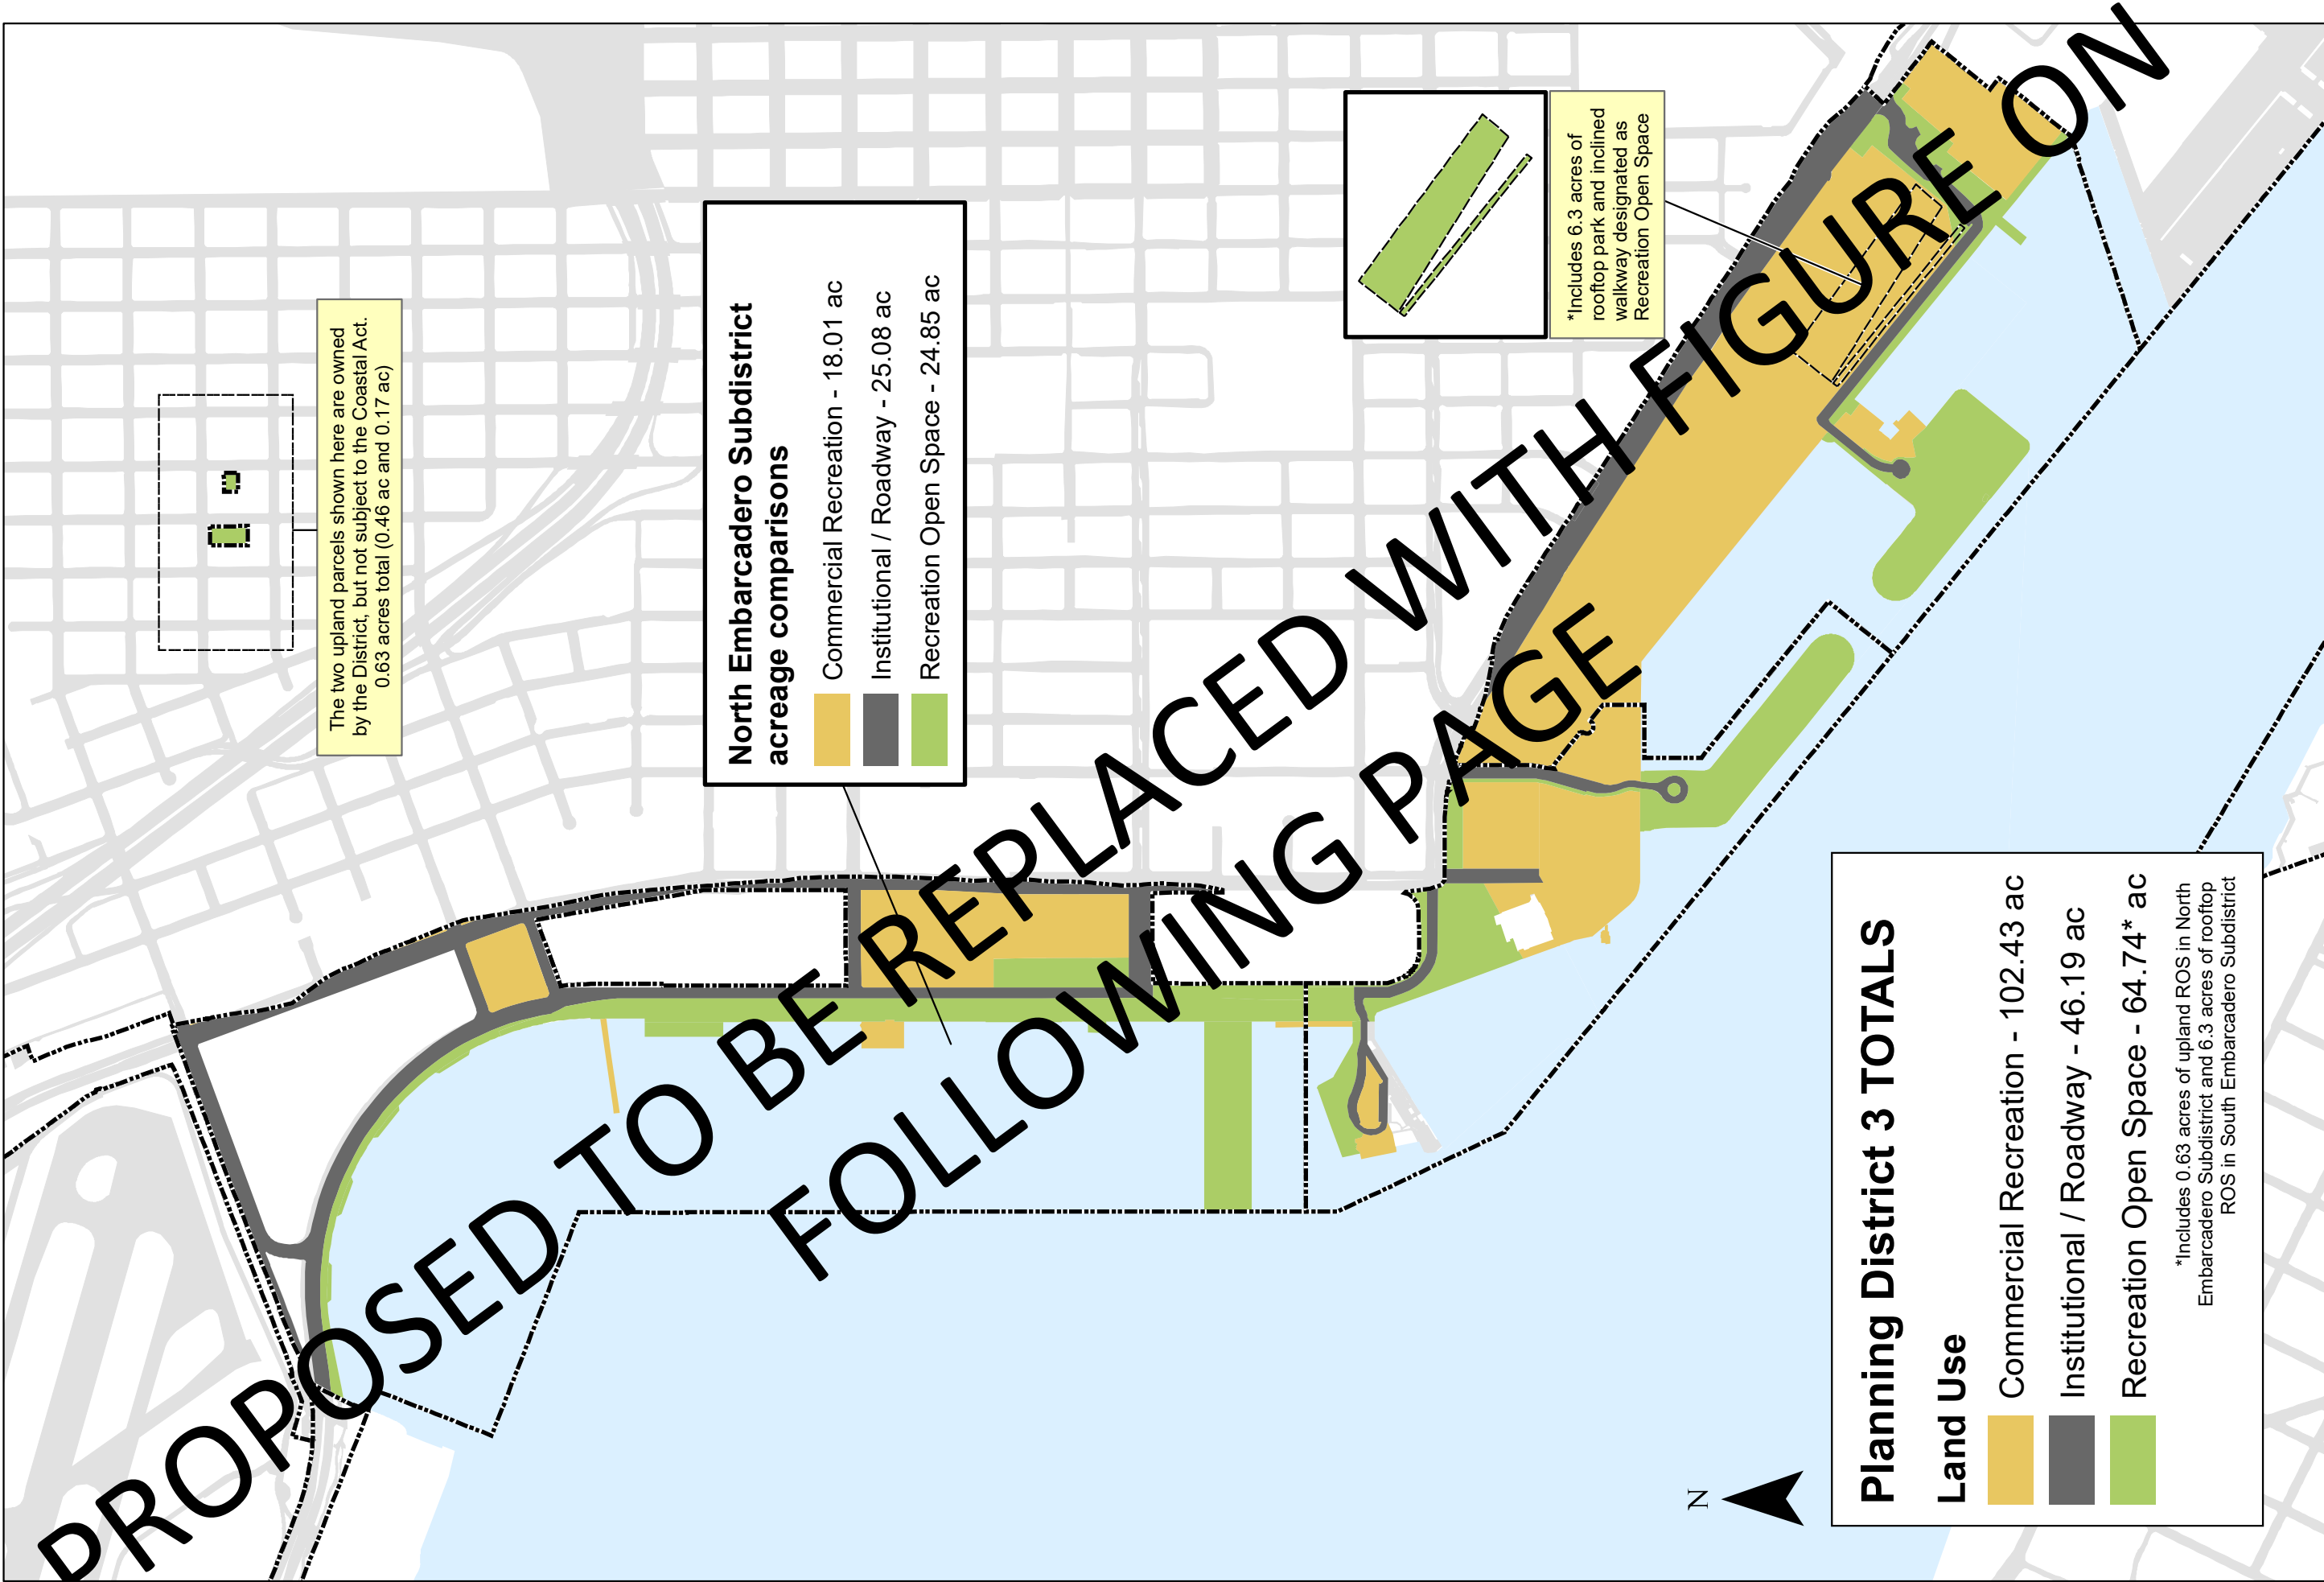 PROPOSED TO BE REPLACED WITH FIGURE ON
FOLLOWING PAGE
The two upland parcels shown here are owned
by the District, but not subject to the Coastal Act.
0.63 acres total (0.46 ac and 0.17 ac)
North Embarcadero Subdistrict
acreage comparisons
Commercial Recreation - 18.01 ac
Institutional / Roadway - 25.08 ac
Recreation Open Space - 24.85 ac
*Includes 6.3 acres of
rooftop park and inclined
walkway designated as
Recreation Open Space
N
Planning District 3 TOTALS
Land Use
Commercial Recreation - 102.43 ac
Institutional / Roadway - 46.19 ac
Recreation Open Space - 64.74* ac
*Includes 0.63 acres of upland ROS in North
Embarcadero Subdistrict and 6.3 acres of rooftop
ROS in South Embarcadero Subdistrict